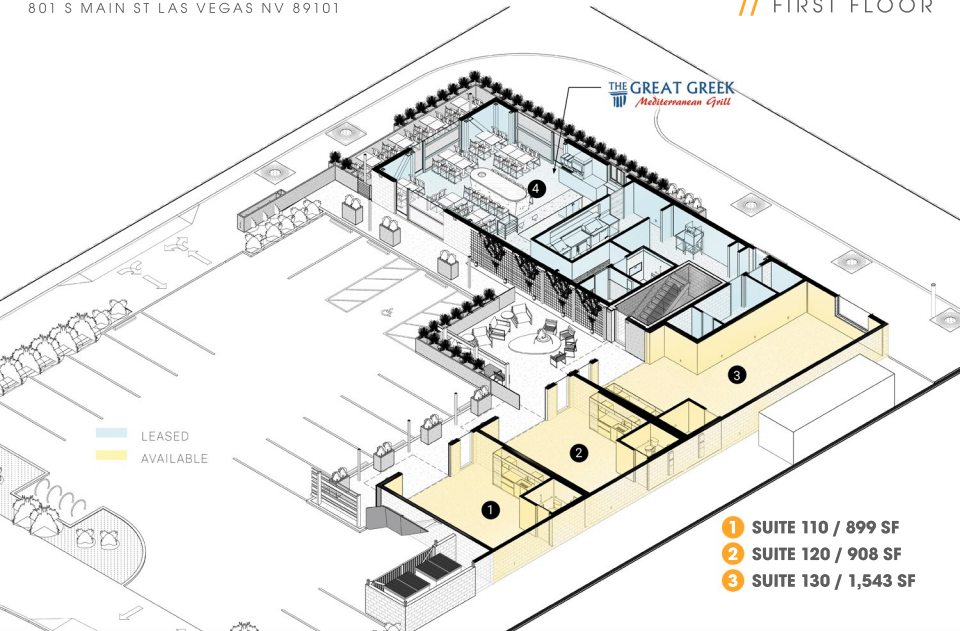 801 S MAIN ST LAS VEGAS NV 89101
// FIRST FLOOR
THE GREAT GREEK
Mediterranean Grill
4
3
2
1
LEASED
AVAILABLE
1 SUITE 110 / 899 SF
2 SUITE 120 / 908 SF
3 SUITE 130 / 1,543 SF